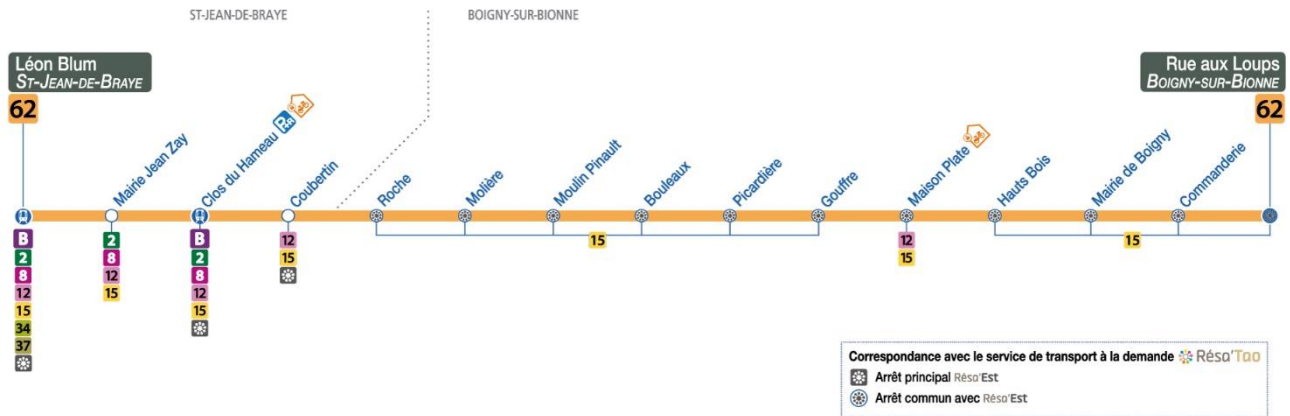 ST-JEAN-DE-BRAYE
BOIGNY-SUR-BIONNE
Léon Blum
ST-JEAN-DE-BRAYE
62
Rue aux Loups
BOIGNY-SUR-BIONNE
62
Mairie Jean Zay
Clos du Hameau P+R
Coubertin
Roche
Molière
Moulin Pinault
Bouleaux
Picardière
Gouffre
Maison Plate
Hauts Bois
Mairie de Boigny
Commanderie
B
2
8
12
15
34
37
2
8
12
15
B
2
8
12
15
12
15
15
12
15
15
Correspondance avec le service de transport à la demande Résa'Tao
Arrêt principal Résa'Est
Arrêt commun avec Résa'Est